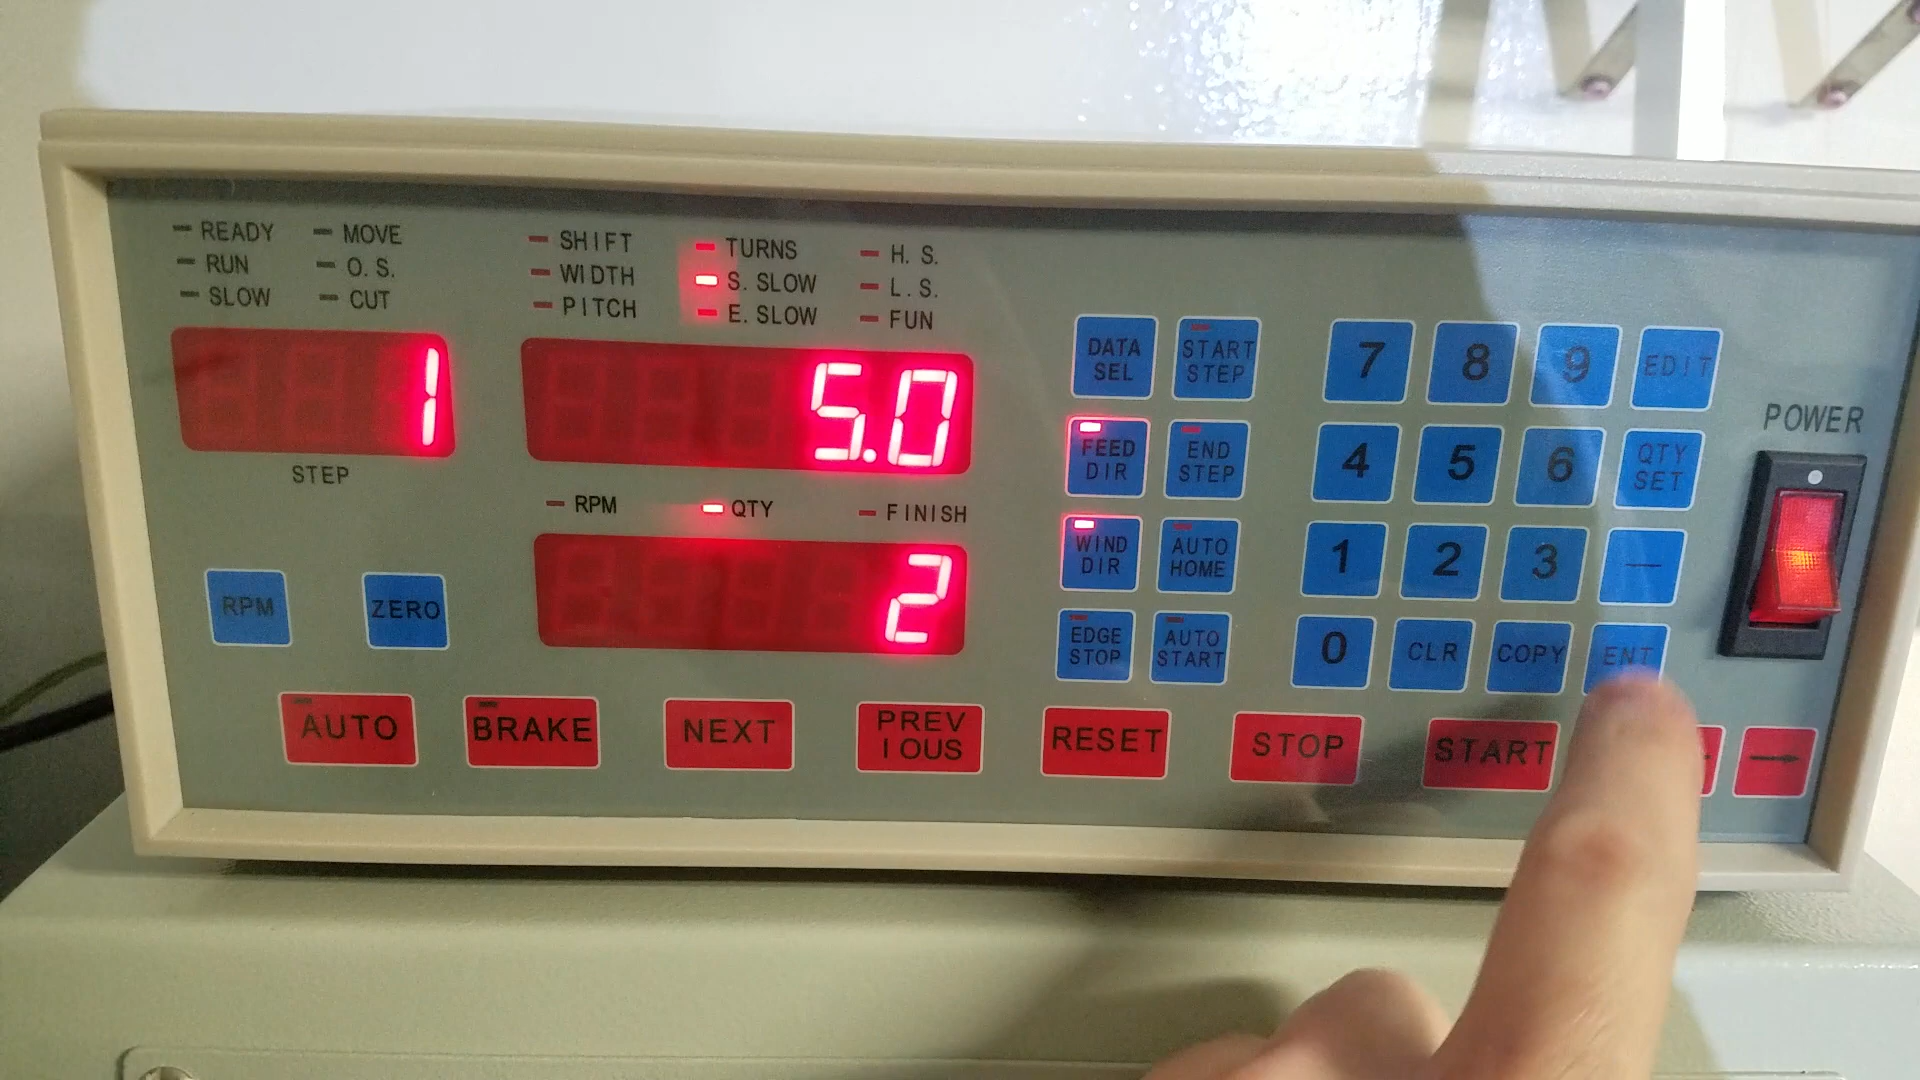 READY MOVE
RUN O. S.
SLOW CUT
SHIFT TURNS H. S.
WIDTH S. SLOW L. S.
PITCH E. SLOW FUN
1
STEP
5.0
RPM QTY FINISH
2
RPM ZERO
DATA SEL
START STEP
FEED DIR
END STEP
WIND DIR
AUTO HOME
EDGE STOP
AUTO START
7 8 9 EDIT
4 5 6 QTY SET
1 2 3 —
0 CLR COPY ENT
POWER
AUTO BRAKE NEXT PREV IOUS RESET STOP START →